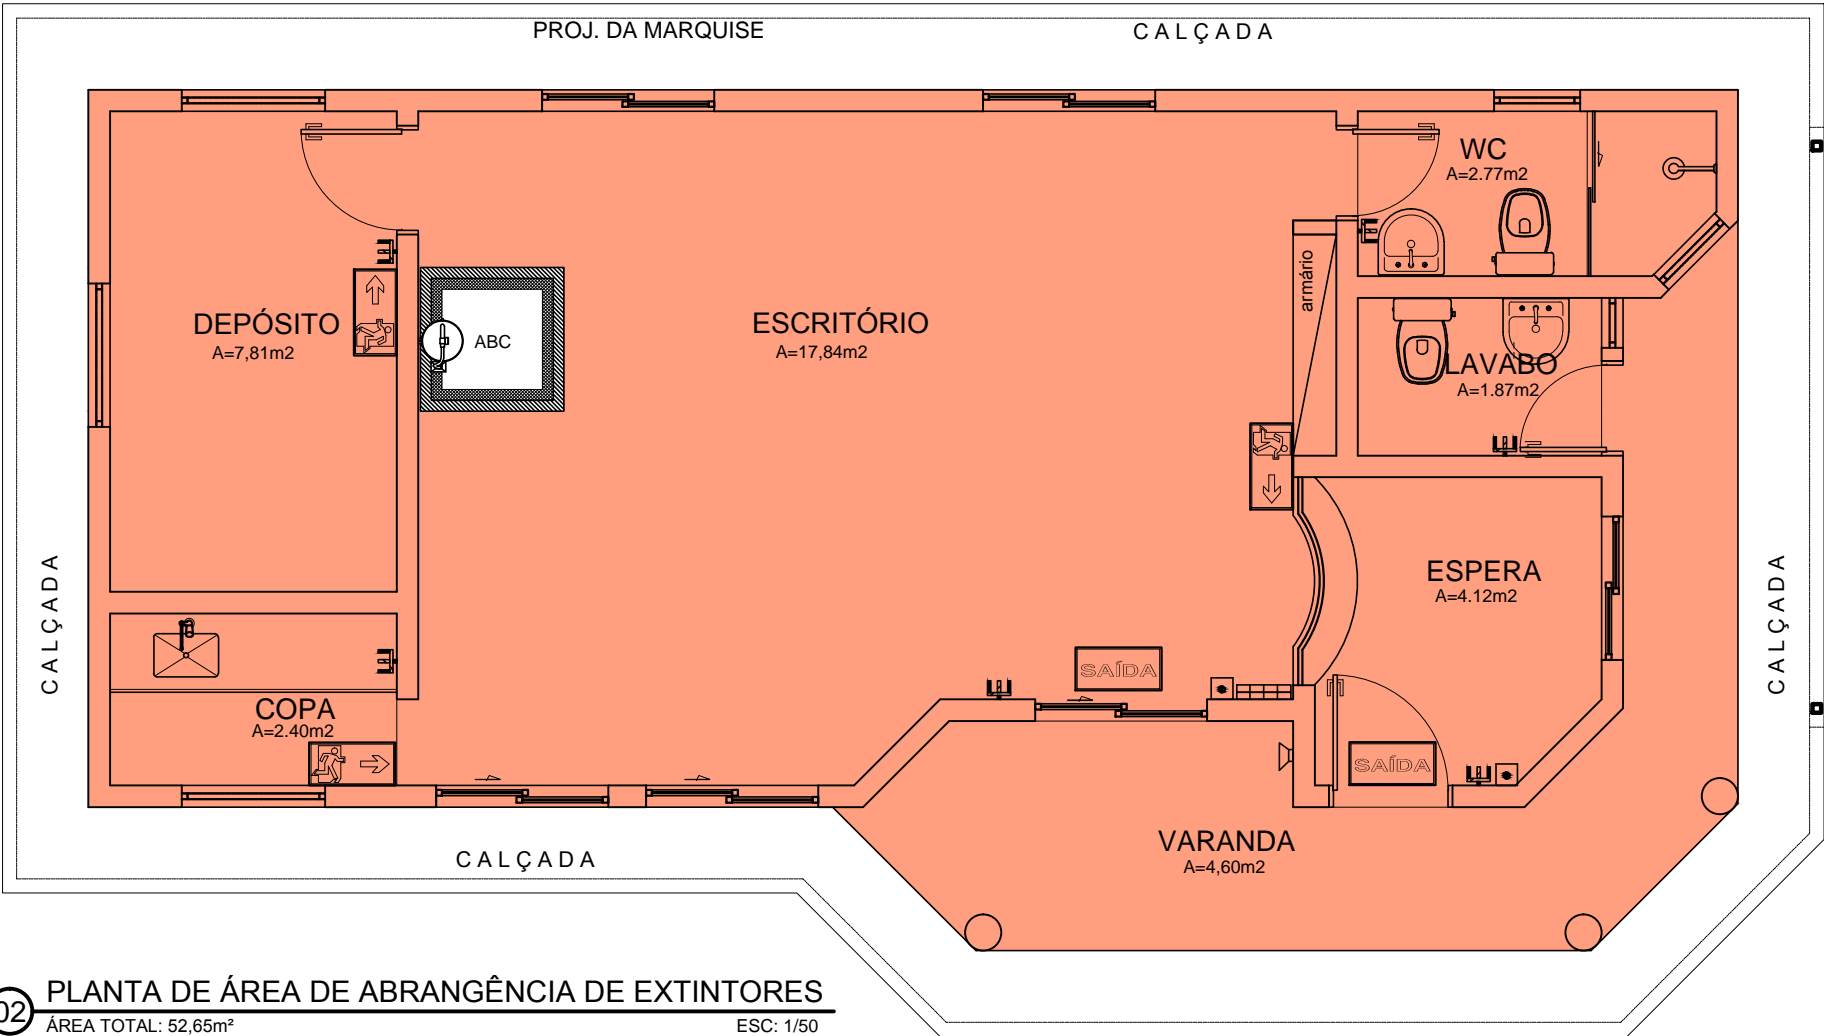 PROJ. DA MARQUISE
CALÇADA
WC
A=2.77m2
armário
DEPÓSITO
A=7,81m2
ABC
ESCRITÓRIO
A=17,84m2
LAVABO
A=1.87m2
CALÇADA
ESPERA
A=4.12m2
CALÇADA
SAÍDA
COPA
A=2.40m2
SAÍDA
VARANDA
A=4,60m2
CALÇADA
02
PLANTA DE ÁREA DE ABRANGÊNCIA DE EXTINTORES
ÁREA TOTAL: 52,65m²
ESC: 1/50